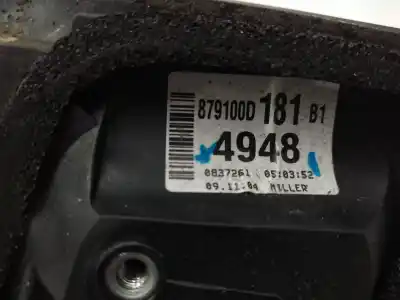 879100D 181 B1
4948
0837261 05:03:52
09.11.04 MILLER